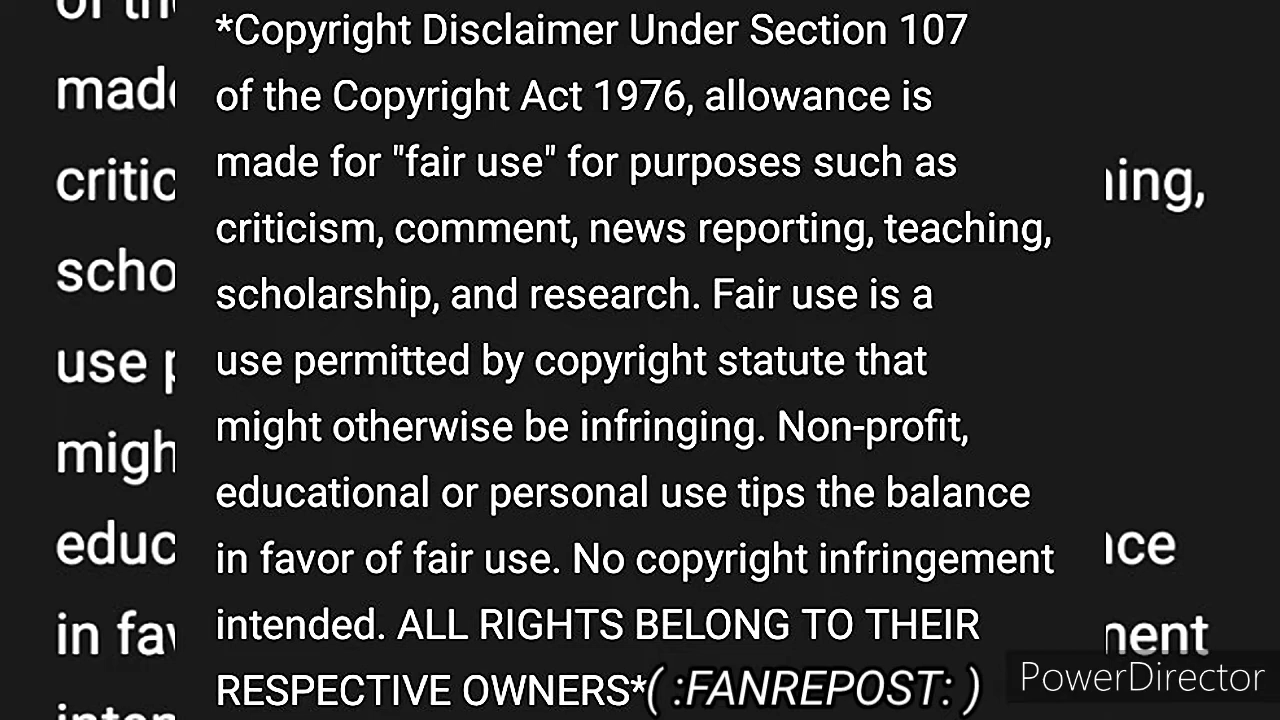 *Copyright Disclaimer Under Section 107
of the Copyright Act 1976, allowance is
made for "fair use" for purposes such as
criticism, comment, news reporting, teaching,
scholarship, and research. Fair use is a
use permitted by copyright statute that
might otherwise be infringing. Non-profit,
educational or personal use tips the balance
in favor of fair use. No copyright infringement
intended. ALL RIGHTS BELONG TO THEIR
RESPECTIVE OWNERS*( :FANREPOST: )
PowerDirector